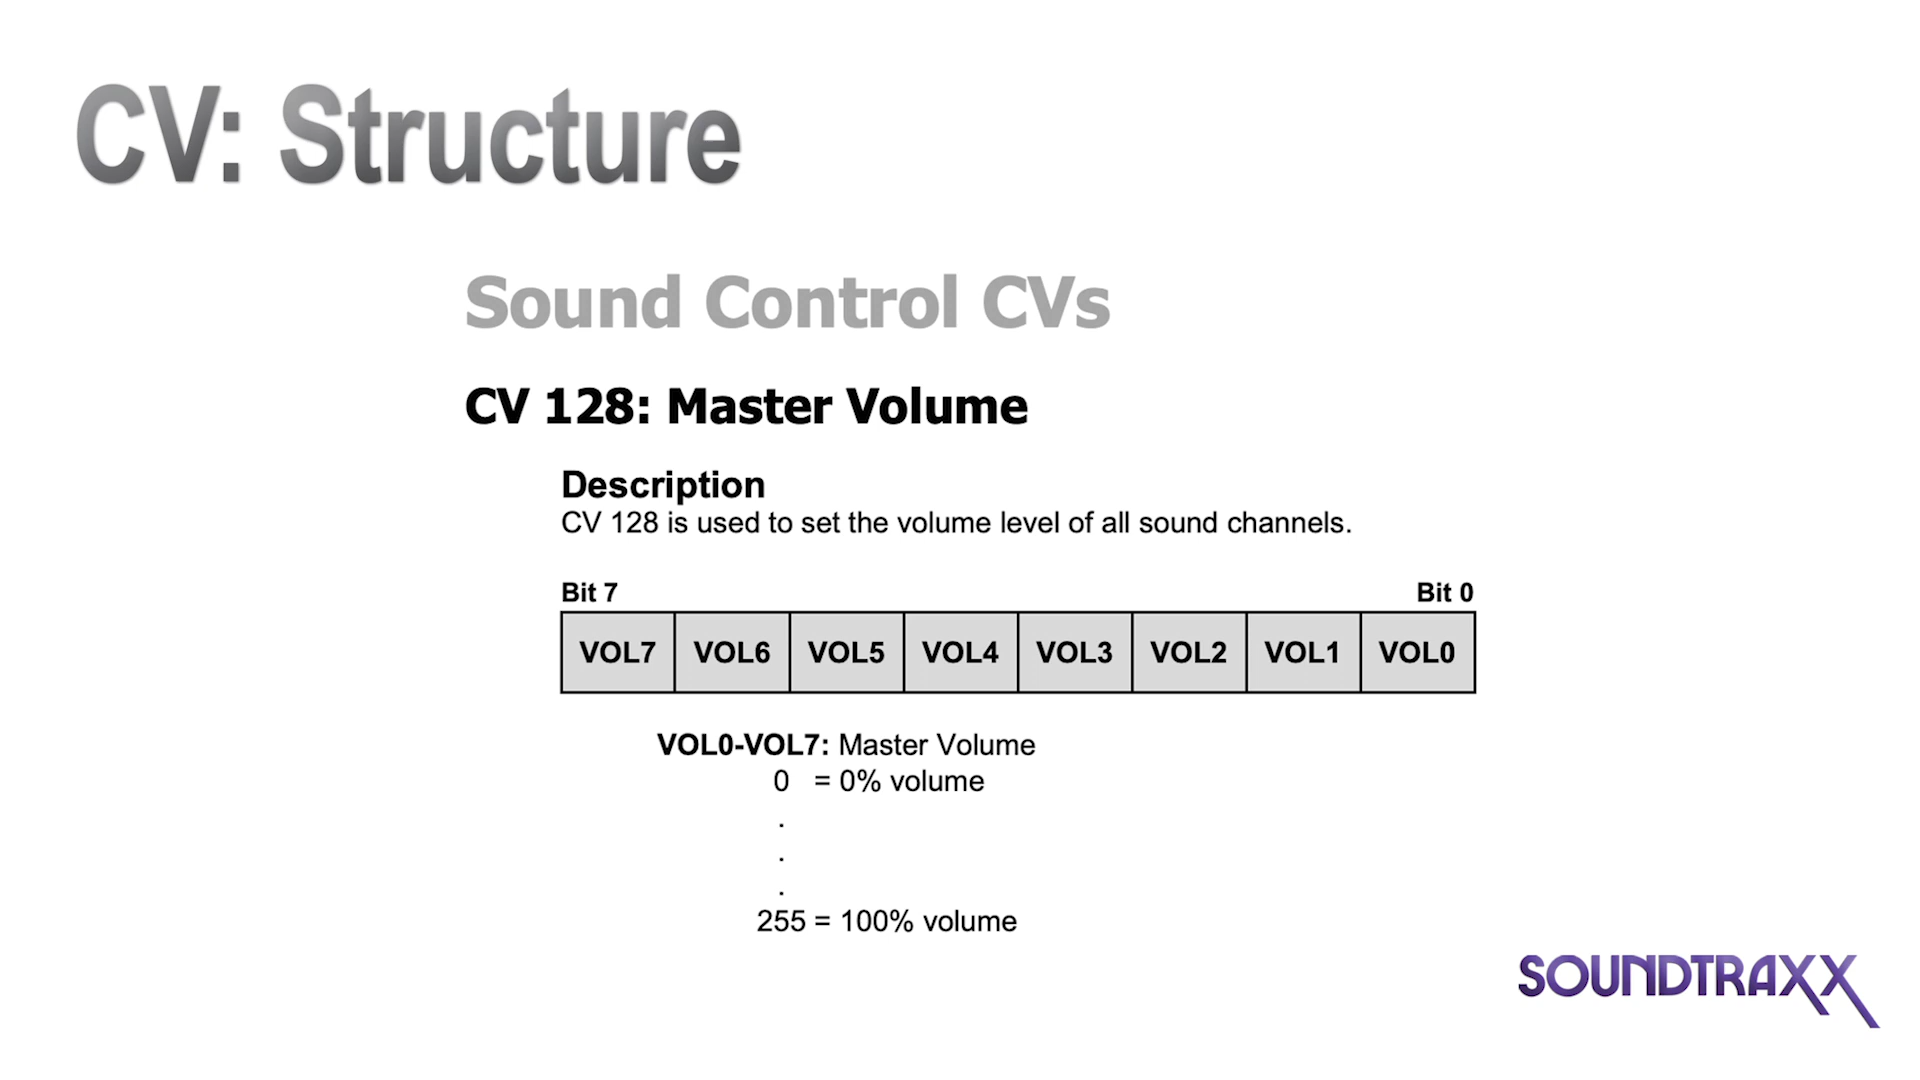 CV: Structure
Sound Control CVs
CV 128: Master Volume
Description
CV 128 is used to set the volume level of all sound channels.
Bit 7 Bit 0
VOL7 VOL6 VOL5 VOL4 VOL3 VOL2 VOL1 VOL0
VOL0-VOL7: Master Volume
0 = 0% volume
.
.
.
255 = 100% volume
SOUNDTRAXX